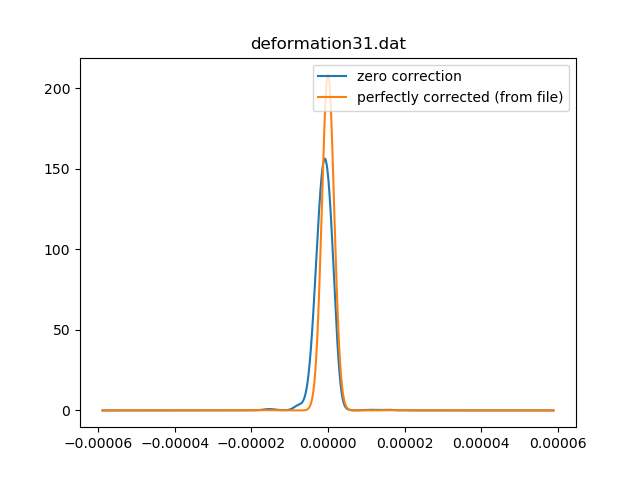 deformation31.dat
zero correction
perfectly corrected (from file)
200
150
100
50
0
−0.00006 −0.00004 −0.00002 0.00000 0.00002 0.00004 0.00006